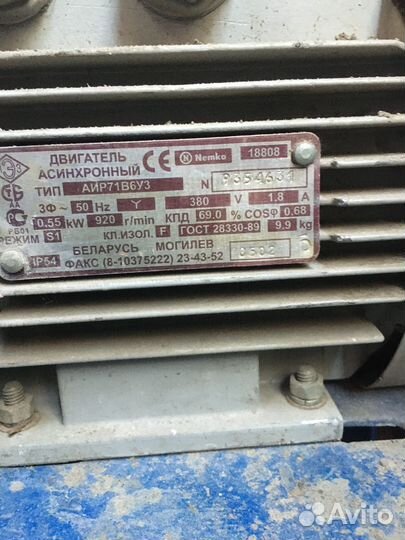 ДВИГАТЕЛЬ АСИНХРОННЫЙ
CE N Nemko 18808
ТИП АИР71В6У3 N
3Ф~ 50 Hz Y 380 V 1.8 A
0.55 kW 920 r/min КПД 69.0 % COSφ 0.68
РЕЖИМ S1 КЛ.ИЗОЛ. F ГОСТ 28330-89 9.9 kg
БЕЛАРУСЬ МОГИЛЕВ
IP54 ФАКС (8-10375222) 23-43-52 0502
АЯ
РБ01
Avito